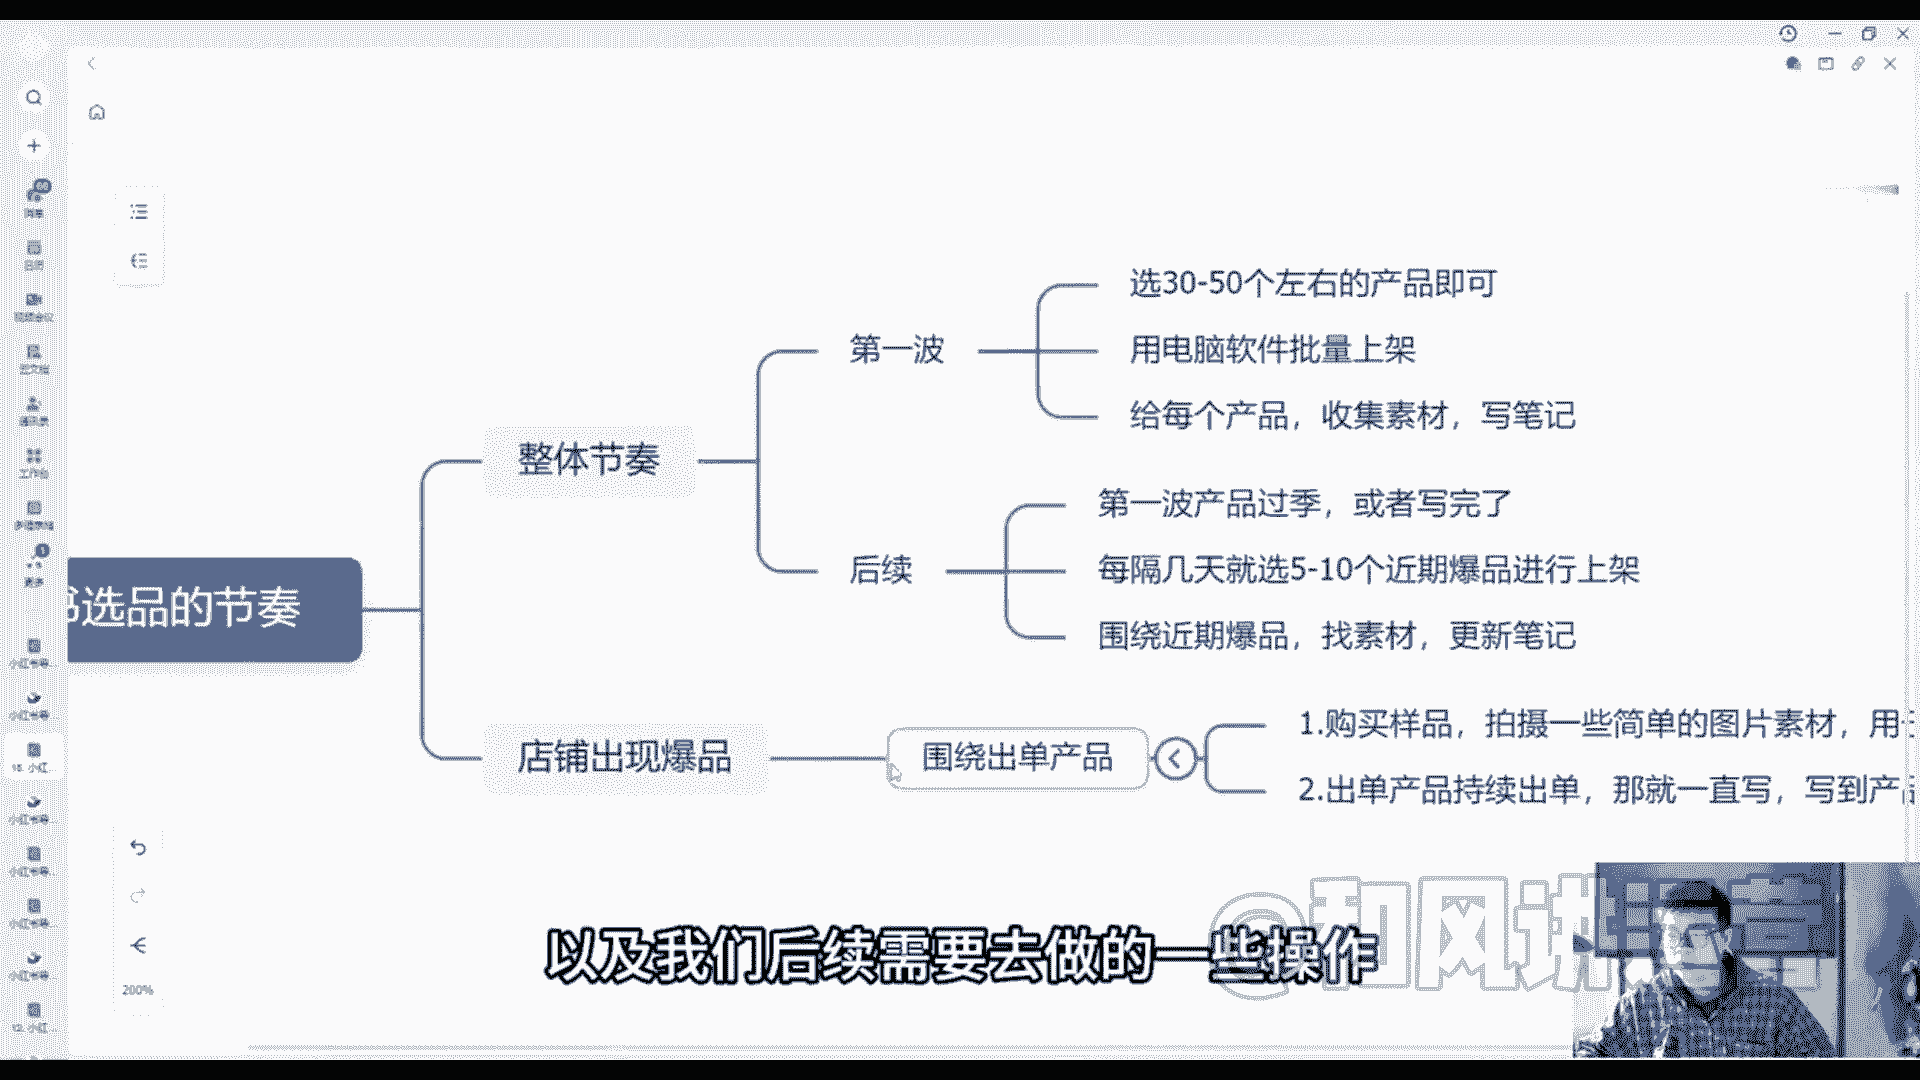 选30-50个左右的产品即可
第一波
用电脑软件批量上架
给每个产品，收集素材，写笔记
整体节奏
第一波产品过季，或者写完了
后续
每隔几天就选5-10个近期爆品进行上架
围绕近期爆品，找素材，更新笔记
选品的节奏
店铺出现爆品
围绕出单产品
1.购买样品，拍摄一些简单的图片素材，用
2.出单产品持续出单，那就一直写，写到产品
200%
以及我们后续需要去做的一些操作
@和风讲